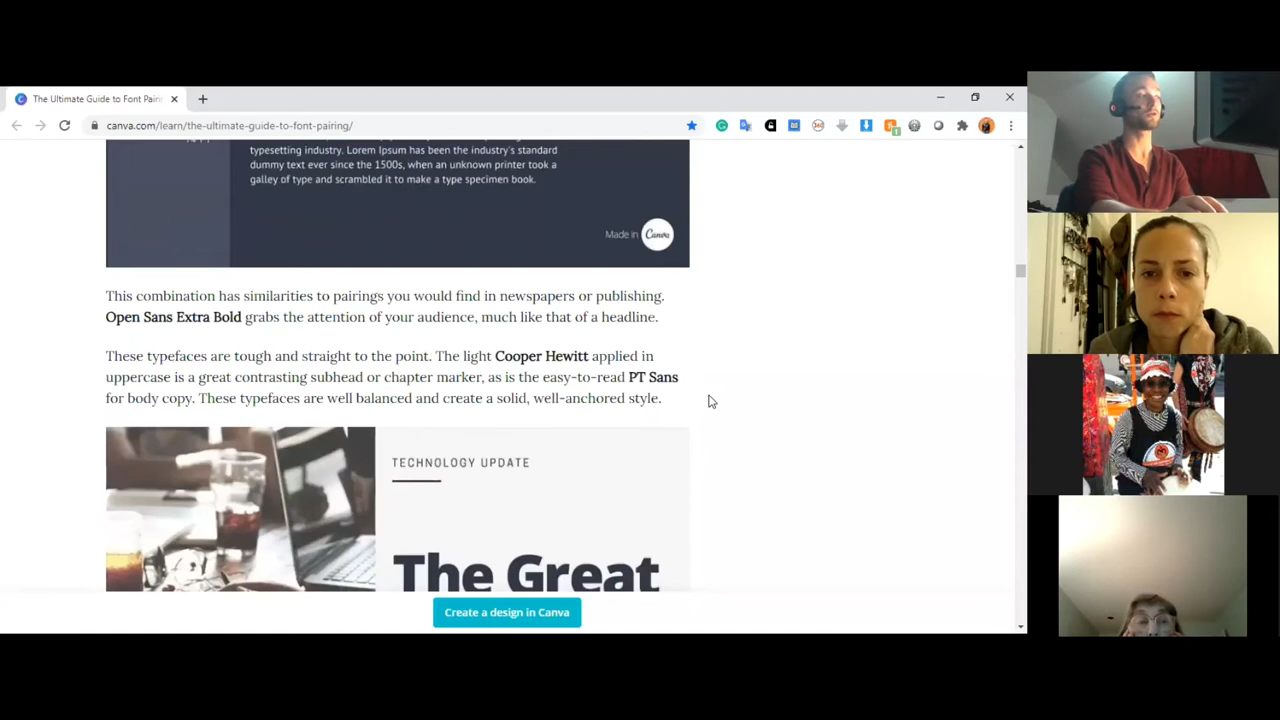 The Ultimate Guide to Font Pairin
canva.com/learn/the-ultimate-guide-to-font-pairing/
typesetting industry. Lorem Ipsum has been the industry's standard
dummy text ever since the 1500s, when an unknown printer took a
galley of type and scrambled it to make a type specimen book.
Made in Canva
This combination has similarities to pairings you would find in newspapers or publishing.
Open Sans Extra Bold grabs the attention of your audience, much like that of a headline.
These typefaces are tough and straight to the point. The light Cooper Hewitt applied in
uppercase is a great contrasting subhead or chapter marker, as is the easy-to-read PT Sans
for body copy. These typefaces are well balanced and create a solid, well-anchored style.
TECHNOLOGY UPDATE
The Great
Create a design in Canva